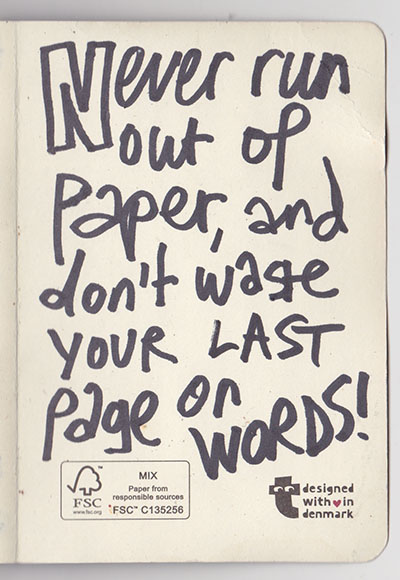 Never run
out of
Paper, and
don't waste
YOUR LAST
page on
WORDS!
FSC
www.fsc.org
MIX
Paper from
responsible sources
FSC™ C135256
designed
with♥in
denmark